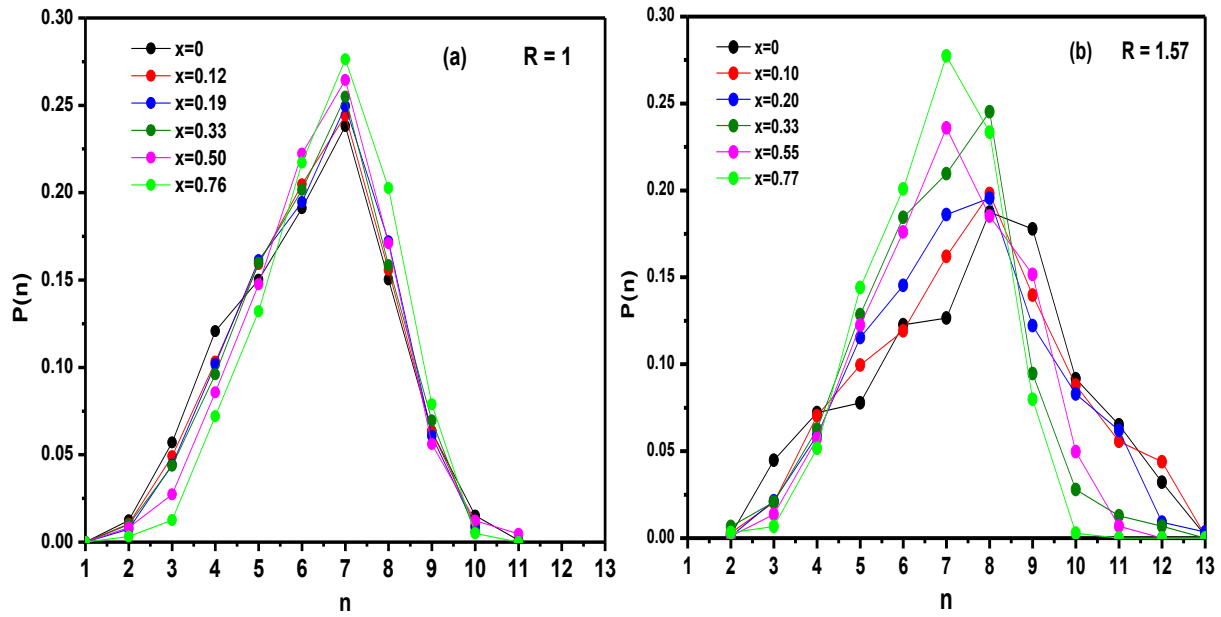 0.30
0.25
0.20
0.15
0.10
0.05
0.00
P(n)
x=0
x=0.12
x=0.19
x=0.33
x=0.50
x=0.76
(a) R = 1
1 2 3 4 5 6 7 8 9 10 11 12 13
n
0.30
0.25
0.20
0.15
0.10
0.05
0.00
P(n)
x=0
x=0.10
x=0.20
x=0.33
x=0.55
x=0.77
(b) R = 1.57
1 2 3 4 5 6 7 8 9 10 11 12 13
n